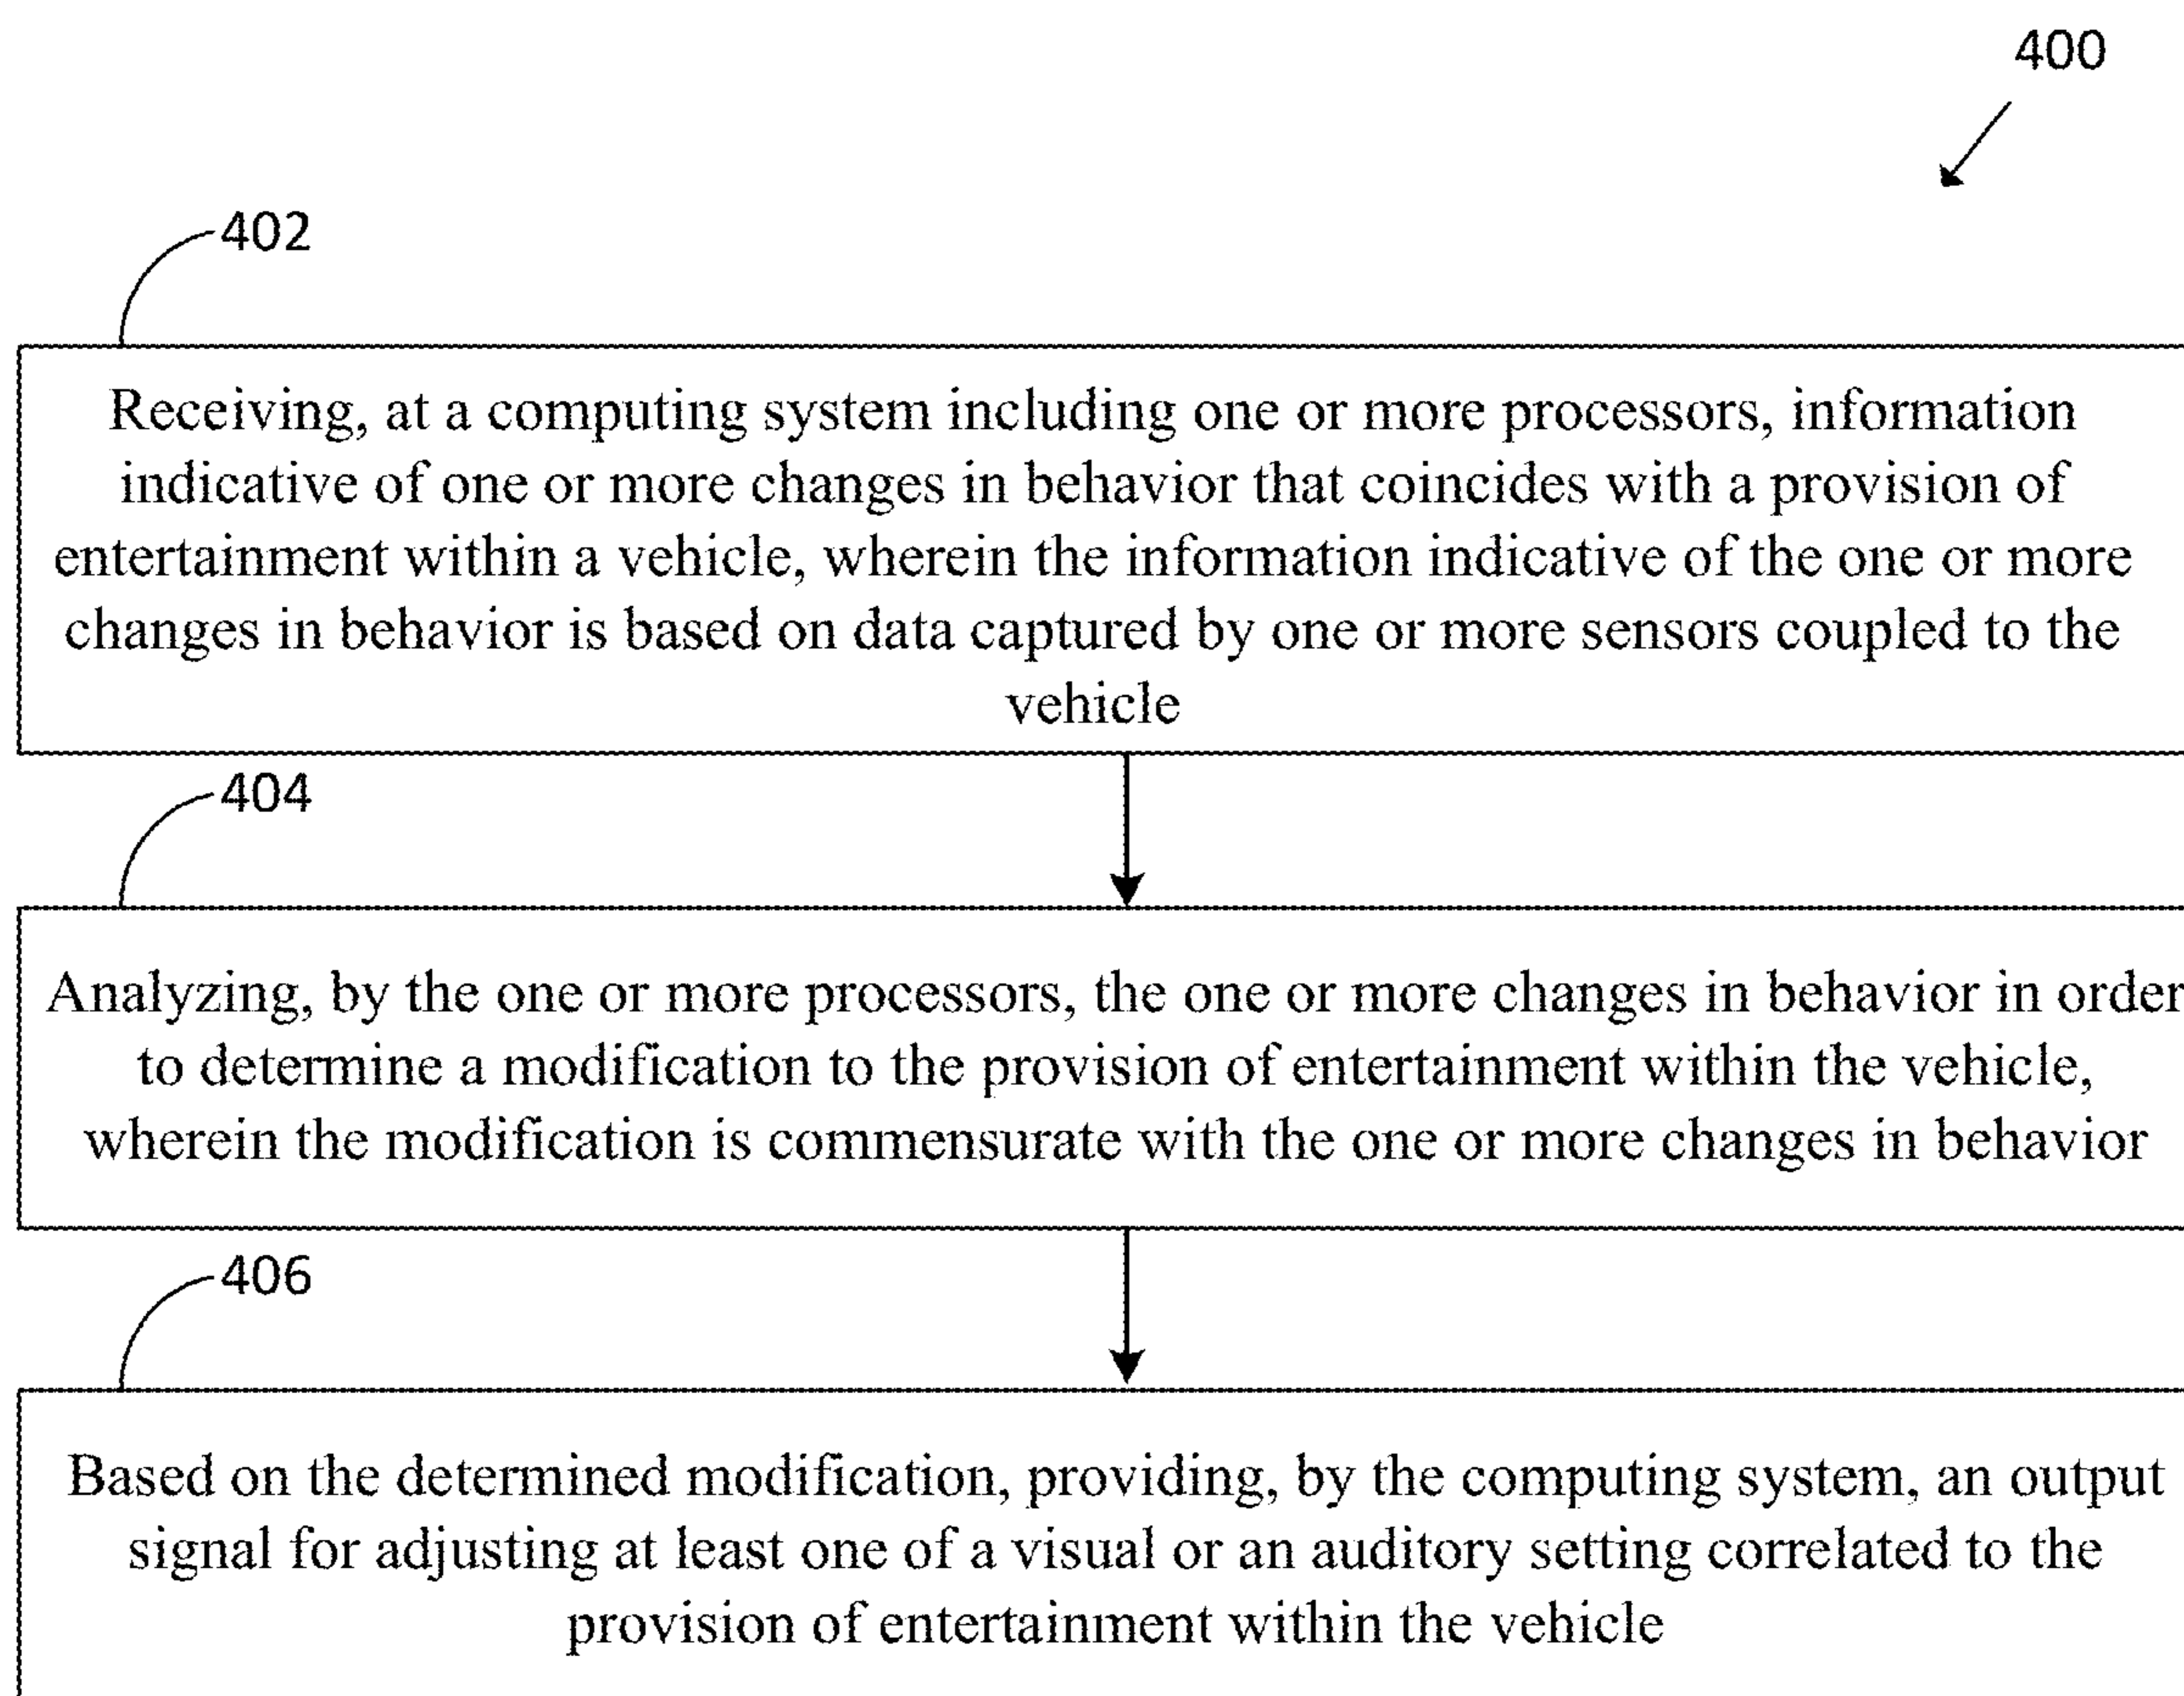 400
402
Receiving, at a computing system including one or more processors, information
indicative of one or more changes in behavior that coincides with a provision of
entertainment within a vehicle, wherein the information indicative of the one or more
changes in behavior is based on data captured by one or more sensors coupled to the
vehicle
404
Analyzing, by the one or more processors, the one or more changes in behavior in order
to determine a modification to the provision of entertainment within the vehicle,
wherein the modification is commensurate with the one or more changes in behavior
406
Based on the determined modification, providing, by the computing system, an output
signal for adjusting at least one of a visual or an auditory setting correlated to the
provision of entertainment within the vehicle